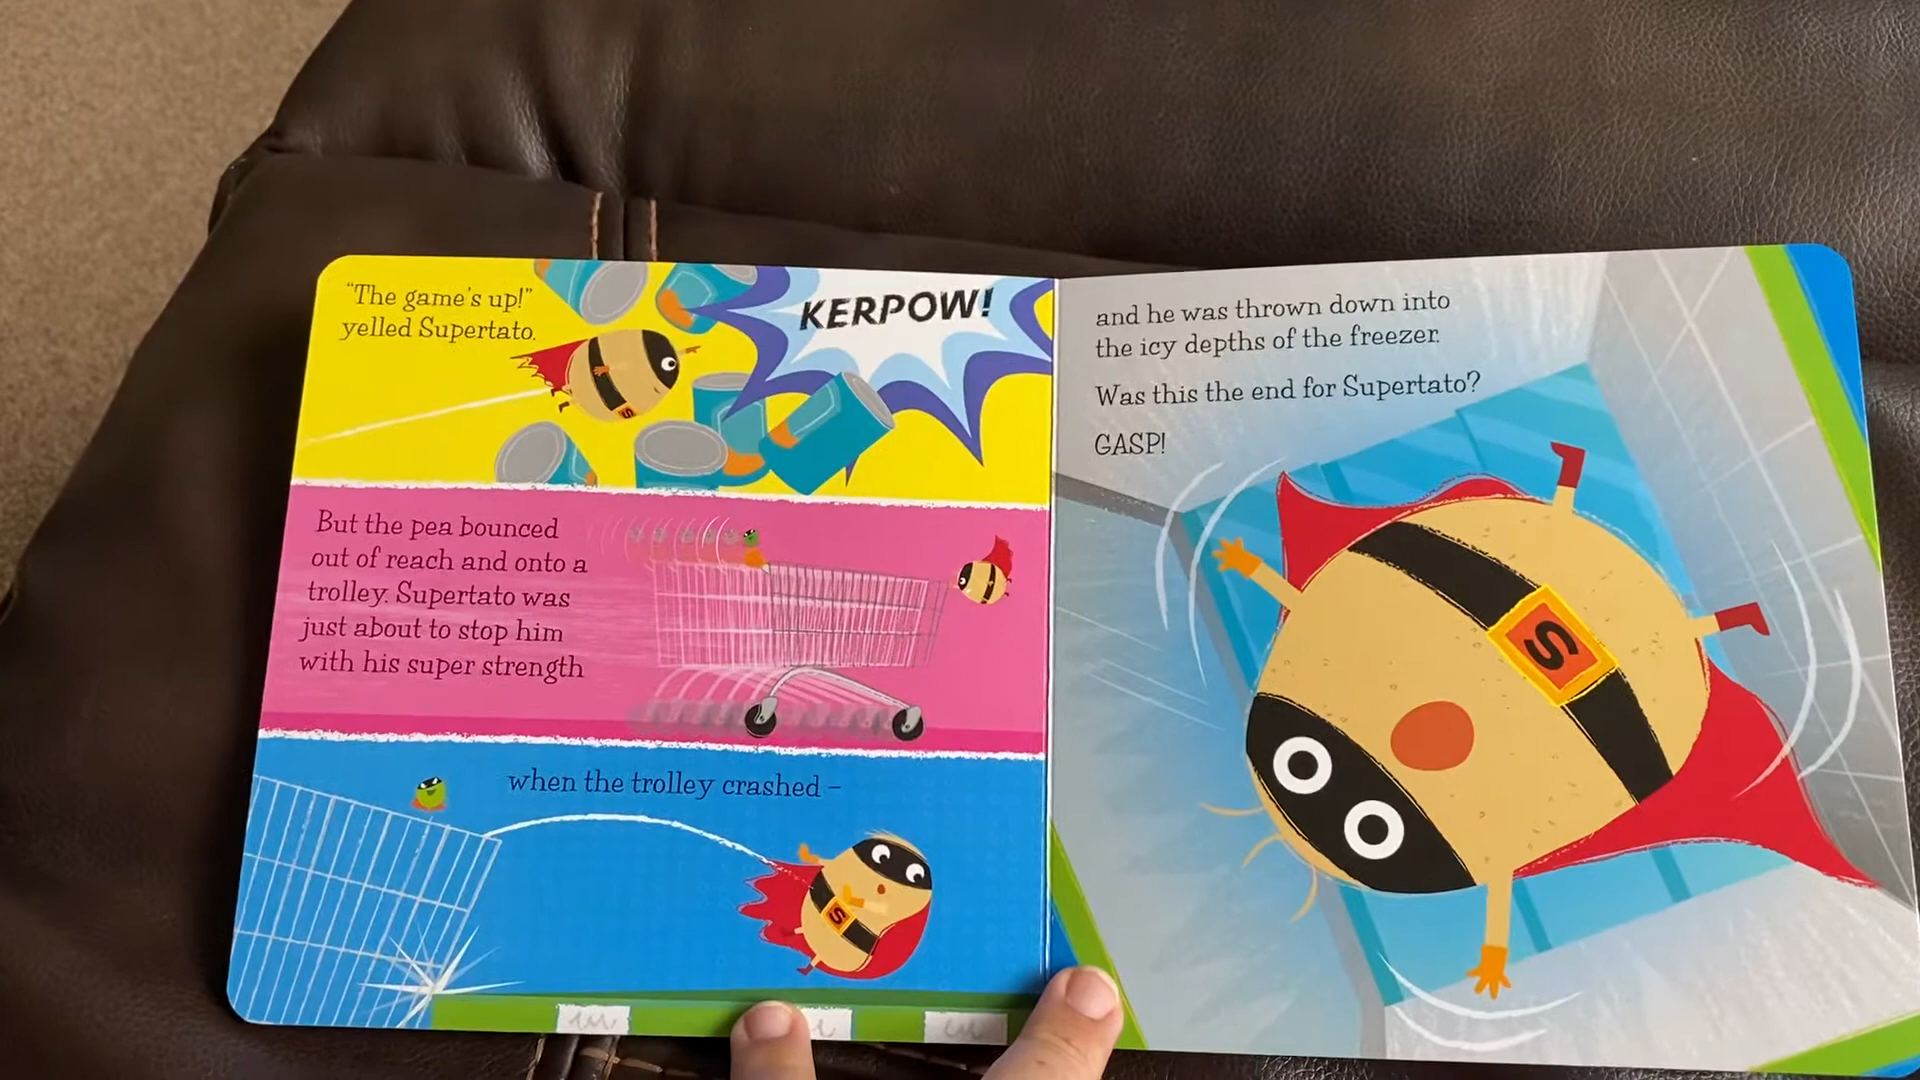 "The game's up!"
yelled Supertato.
KERPOW!
But the pea bounced
out of reach and onto a
trolley. Supertato was
just about to stop him
with his super strength
when the trolley crashed –
and he was thrown down into
the icy depths of the freezer.
Was this the end for Supertato?
GASP!
S
S
S